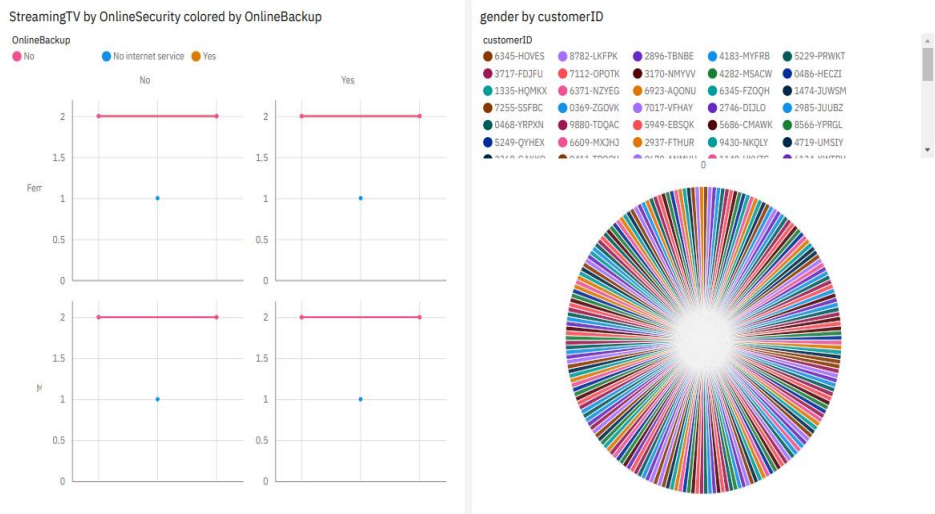 StreamingTV by OnlineSecurity colored by OnlineBackup
OnlineBackup
No No internet service Yes
No Yes
2 2
1.5 1.5
Fem
1 1
0.5 0.5
0 0
2 2
1.5 1.5
M
1 1
0.5 0.5
0 0
gender by customerID
customerID
6345-HOVES 8782-LKFPK 2896-TBNBE 4183-MYFRB 5229-PRWKT
3717-FDJFU 7112-OPOTK 3170-NMYVV 4282-MSACW 0486-HECZI
1335-HQMKX 6371-NZYEG 6923-AQONU 6345-FZOQH 1474-JUWSM
7255-SSFBC 0369-ZGOVK 7017-VFHAY 2746-DIJLO 2985-JUUBZ
0468-YRPXN 9880-TDQAC 5949-EBSQK 5686-CMAWK 8566-YPRGL
5249-QYHEX 6609-MXJHJ 2937-FTHUR 9430-NKQLY 4719-UMSIY
0